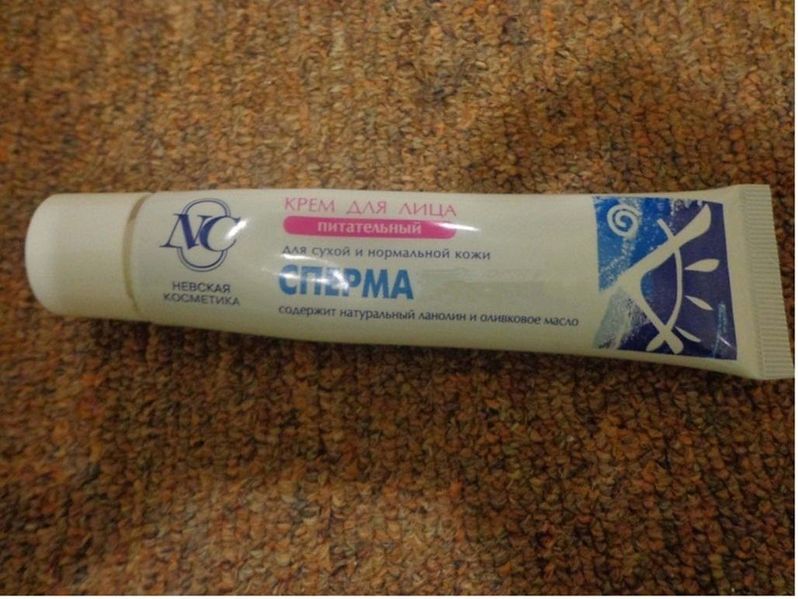 NC
НЕВСКАЯ
КОСМЕТИКА
КРЕМ ДЛЯ ЛИЦА
питательный
для сухой и нормальной кожи
СПЕРМА
содержит натуральный ланолин и оливковое масло